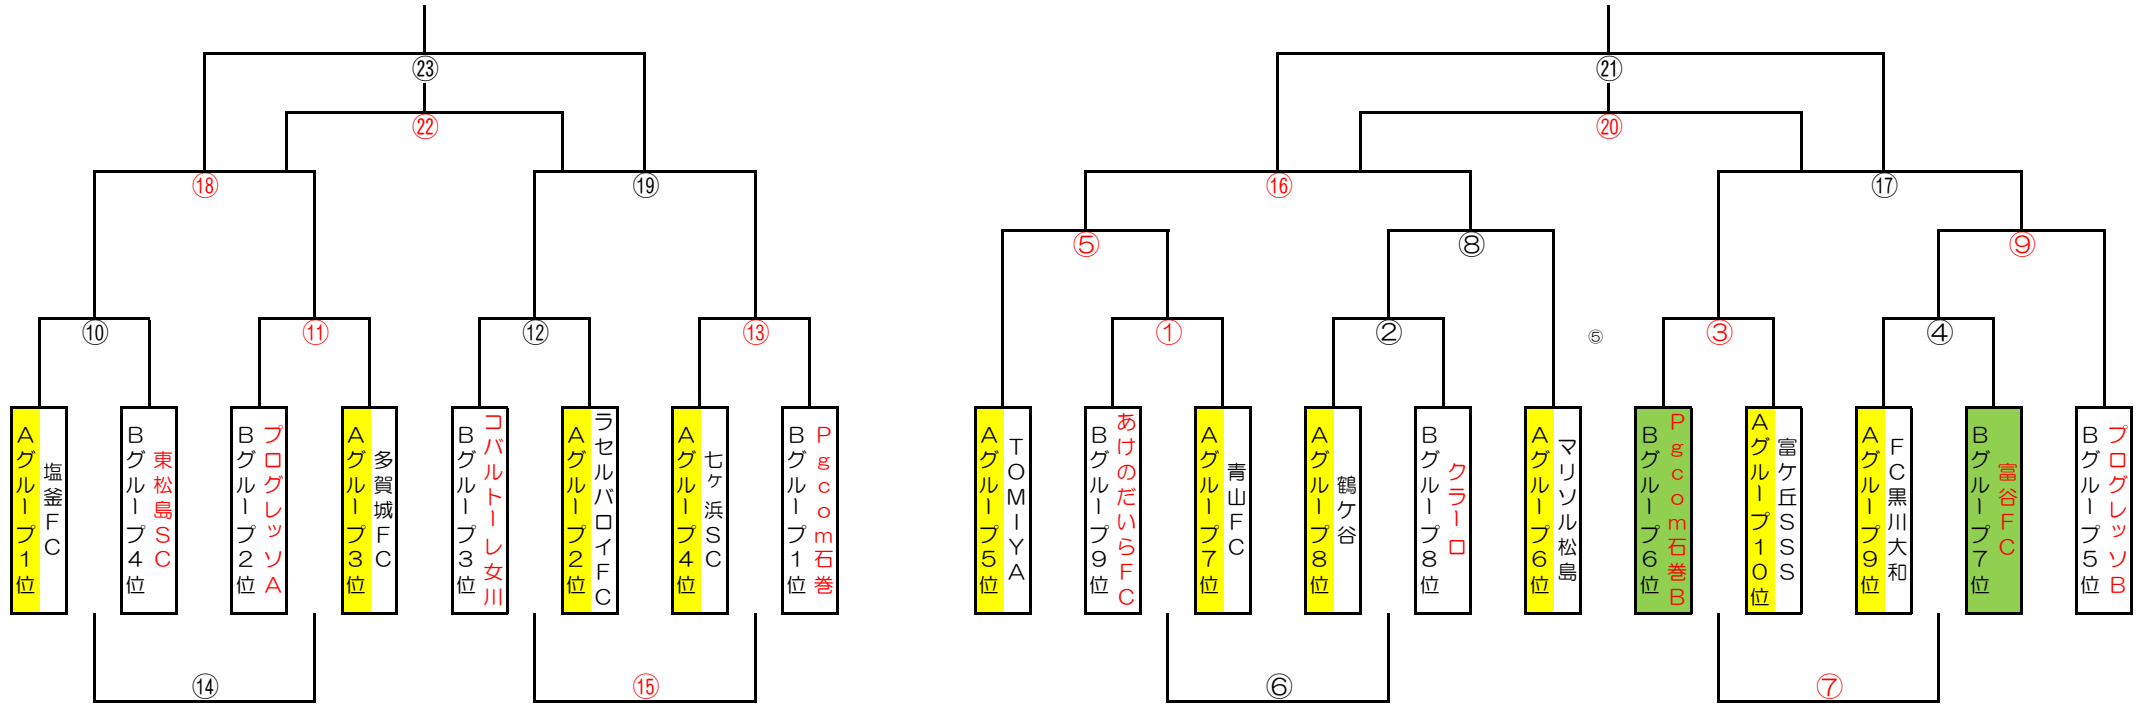 ㉓
㉑
㉒
⑳
⑱
⑲
⑯
⑰
⑤
⑧
⑨
⑩
⑪
⑫
⑬
①
②
⑤
③
④
塩釜FC
Aグループ1位
東松島SC
Bグループ4位
プログレッソA
Bグループ2位
多賀城FC
Aグループ3位
コバルトーレ女川
Bグループ3位
ラセルバロイFC
Aグループ2位
七ヶ浜SC
Aグループ4位
Pgcom石巻
Bグループ1位
TOMIYA
Aグループ5位
あけのだいらFC
Bグループ9位
青山FC
Aグループ7位
鶴ケ谷
Aグループ8位
クラーロ
Bグループ8位
マリソル松島
Aグループ6位
Pgcom石巻B
Bグループ6位
富ケ丘SSS
Aグループ10位
FC黒川大和
Aグループ9位
富谷FC
Bグループ7位
プログレッソB
Bグループ5位
⑭
⑮
⑥
⑦